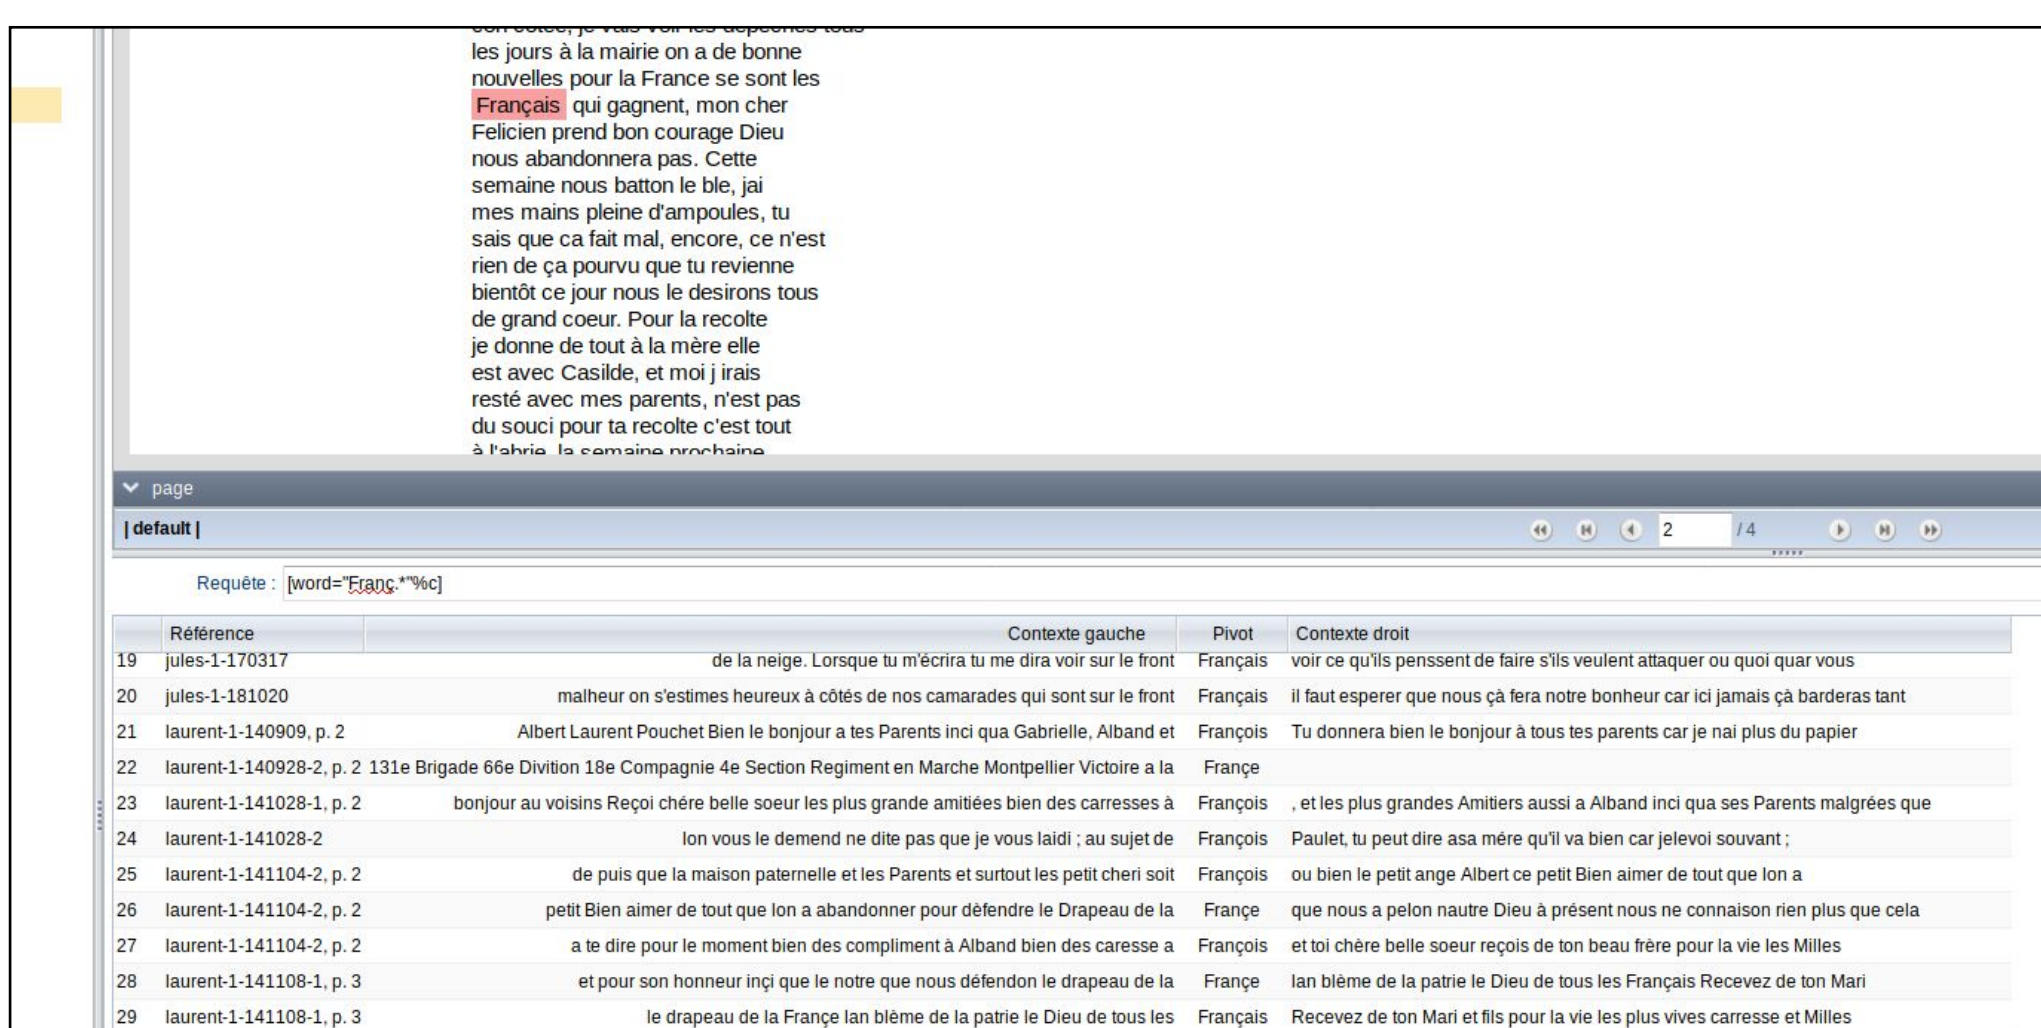 con cotée, je vais voir les depeches tous
les jours à la mairie on a de bonne
nouvelles pour la France se sont les
Français qui gagnent, mon cher
Felicien prend bon courage Dieu
nous abandonnera pas. Cette
semaine nous batton le ble, jai
mes mains pleine d'ampoules, tu
sais que ca fait mal, encore, ce n'est
rien de ça pourvu que tu revienne
bientôt ce jour nous le desirons tous
de grand coeur. Pour la recolte
je donne de tout à la mère elle
est avec Casilde, et moi j irais
resté avec mes parents, n'est pas
du souci pour ta recolte c'est tout
à l'abrie, la semaine prochaine
page
| default | 2 / 4
Requête : [word="Franç.*"%c]
Référence Contexte gauche Pivot Contexte droit
19 jules-1-170317 de la neige. Lorsque tu m'écrira tu me dira voir sur le front Français voir ce qu'ils penssent de faire s'ils veulent attaquer ou quoi quar vous
20 jules-1-181020 malheur on s'estimes heureux à côtés de nos camarades qui sont sur le front Français il faut esperer que nous çà fera notre bonheur car ici jamais çà barderas tant
21 laurent-1-140909, p. 2 Albert Laurent Pouchet Bien le bonjour a tes Parents inci qua Gabrielle, Alband et François Tu donnera bien le bonjour à tous tes parents car je nai plus du papier
22 laurent-1-140928-2, p. 2 131e Brigade 66e Divition 18e Compagnie 4e Section Regiment en Marche Montpellier Victoire a la Françe
23 laurent-1-141028-1, p. 2 bonjour au voisins Reçoi chére belle soeur les plus grande amitiées bien des carresses à François , et les plus grandes Amitiers aussi a Alband inci qua ses Parents malgrées que
24 laurent-1-141028-2 lon vous le demend ne dite pas que je vous laidi ; au sujet de François Paulet, tu peut dire asa mére qu'il va bien car jelevoi souvant ;
25 laurent-1-141104-2, p. 2 de puis que la maison paternelle et les Parents et surtout les petit cheri soit François ou bien le petit ange Albert ce petit Bien aimer de tout que lon a
26 laurent-1-141104-2, p. 2 petit Bien aimer de tout que lon a abandonner pour dèfendre le Drapeau de la Françe que nous a pelon nautre Dieu à présent nous ne connaison rien plus que cela
27 laurent-1-141104-2, p. 2 a te dire pour le moment bien des compliment à Alband bien des caresse a François et toi chère belle soeur reçois de ton beau frère pour la vie les Milles
28 laurent-1-141108-1, p. 3 et pour son honneur inçi que le notre que nous défendon le drapeau de la Françe lan blème de la patrie le Dieu de tous les Français Recevez de ton Mari
29 laurent-1-141108-1, p. 3 le drapeau de la Françe lan blème de la patrie le Dieu de tous les Français Recevez de ton Mari et fils pour la vie les plus vives carresse et Milles